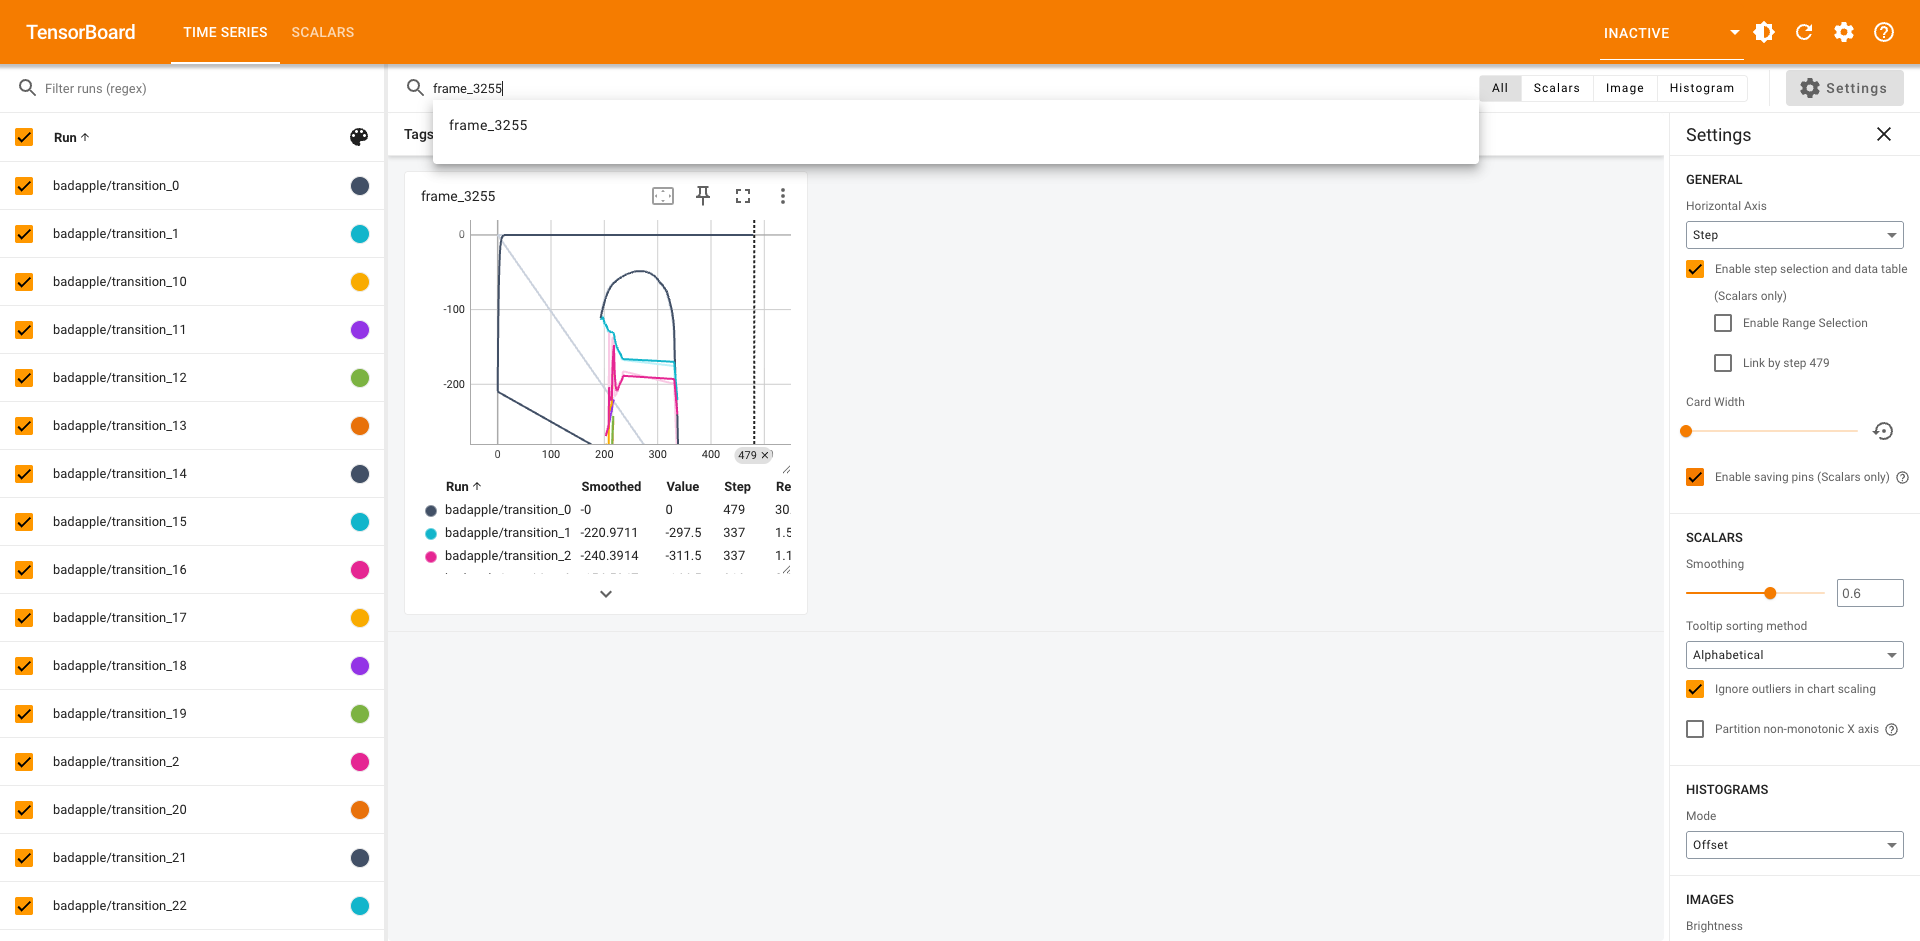 TensorBoard
TIME SERIES
SCALARS
INACTIVE
Filter runs (regex)
frame_3255
All
Scalars
Image
Histogram
Settings
frame_3255
Tags
Run
badapple/transition_0
badapple/transition_1
badapple/transition_10
badapple/transition_11
badapple/transition_12
badapple/transition_13
badapple/transition_14
badapple/transition_15
badapple/transition_16
badapple/transition_17
badapple/transition_18
badapple/transition_19
badapple/transition_2
badapple/transition_20
badapple/transition_21
badapple/transition_22
frame_3255
0
-100
-200
0 100 200 300 400 479
Run Smoothed Value Step Re
badapple/transition_0 -0 0 479 30.
badapple/transition_1 -220.9711 -297.5 337 1.5
badapple/transition_2 -240.3914 -311.5 337 1.1
Settings
GENERAL
Horizontal Axis
Step
Enable step selection and data table
(Scalars only)
Enable Range Selection
Link by step 479
Card Width
Enable saving pins (Scalars only)
SCALARS
Smoothing
0.6
Tooltip sorting method
Alphabetical
Ignore outliers in chart scaling
Partition non-monotonic X axis
HISTOGRAMS
Mode
Offset
IMAGES
Brightness